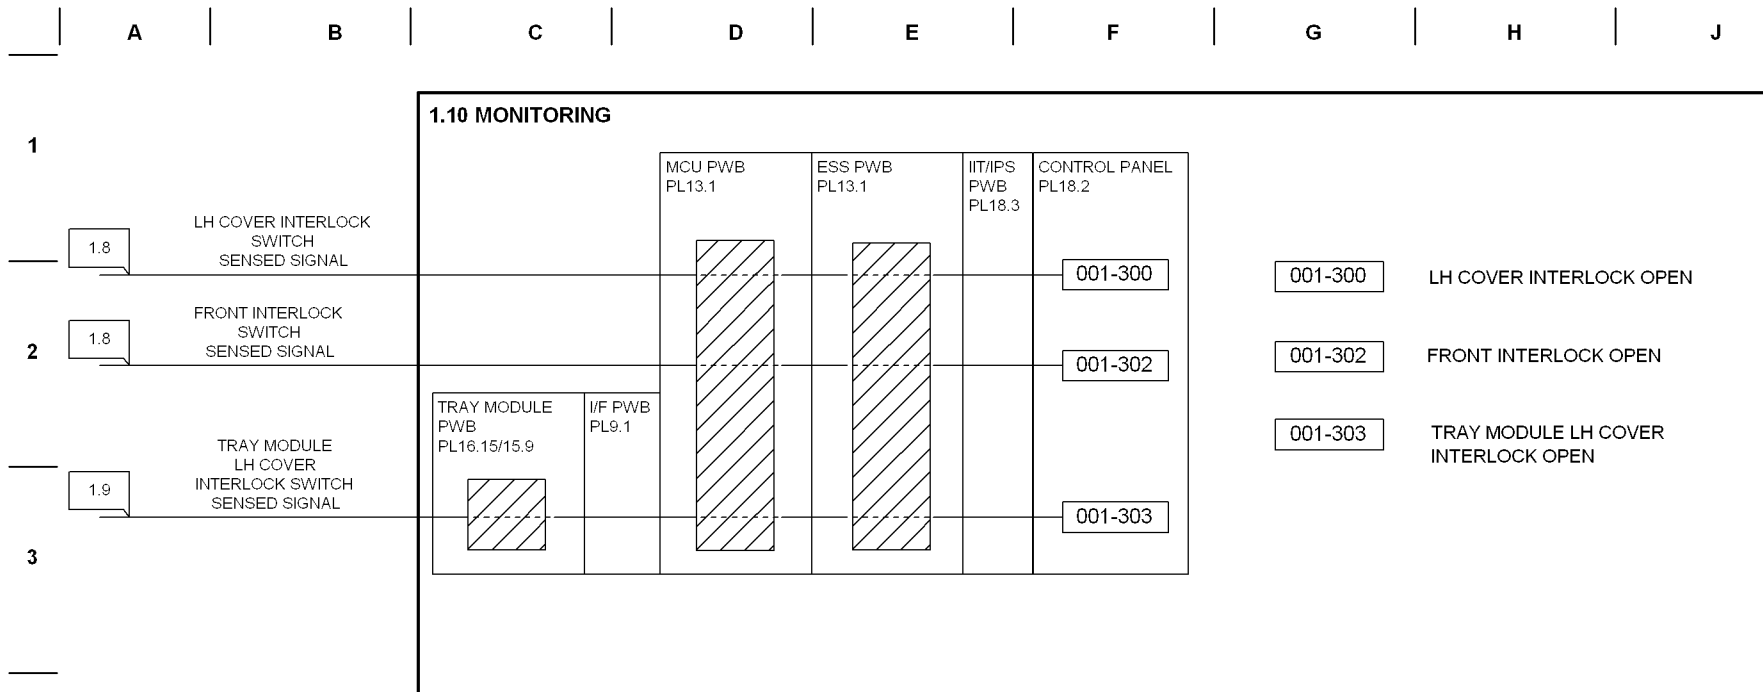 A B C D E F G H J
1.10 MONITORING
1
MCU PWB
PL13.1
ESS PWB
PL13.1
IIT/IPS
PWB
PL18.3
CONTROL PANEL
PL18.2
LH COVER INTERLOCK
SWITCH
SENSED SIGNAL
1.8
001-300
001-300
LH COVER INTERLOCK OPEN
FRONT INTERLOCK
SWITCH
SENSED SIGNAL
1.8
2
001-302
001-302
FRONT INTERLOCK OPEN
TRAY MODULE
PWB
PL16.15/15.9
I/F PWB
PL9.1
001-303
TRAY MODULE LH COVER
INTERLOCK OPEN
TRAY MODULE
LH COVER
INTERLOCK SWITCH
SENSED SIGNAL
1.9
001-303
3